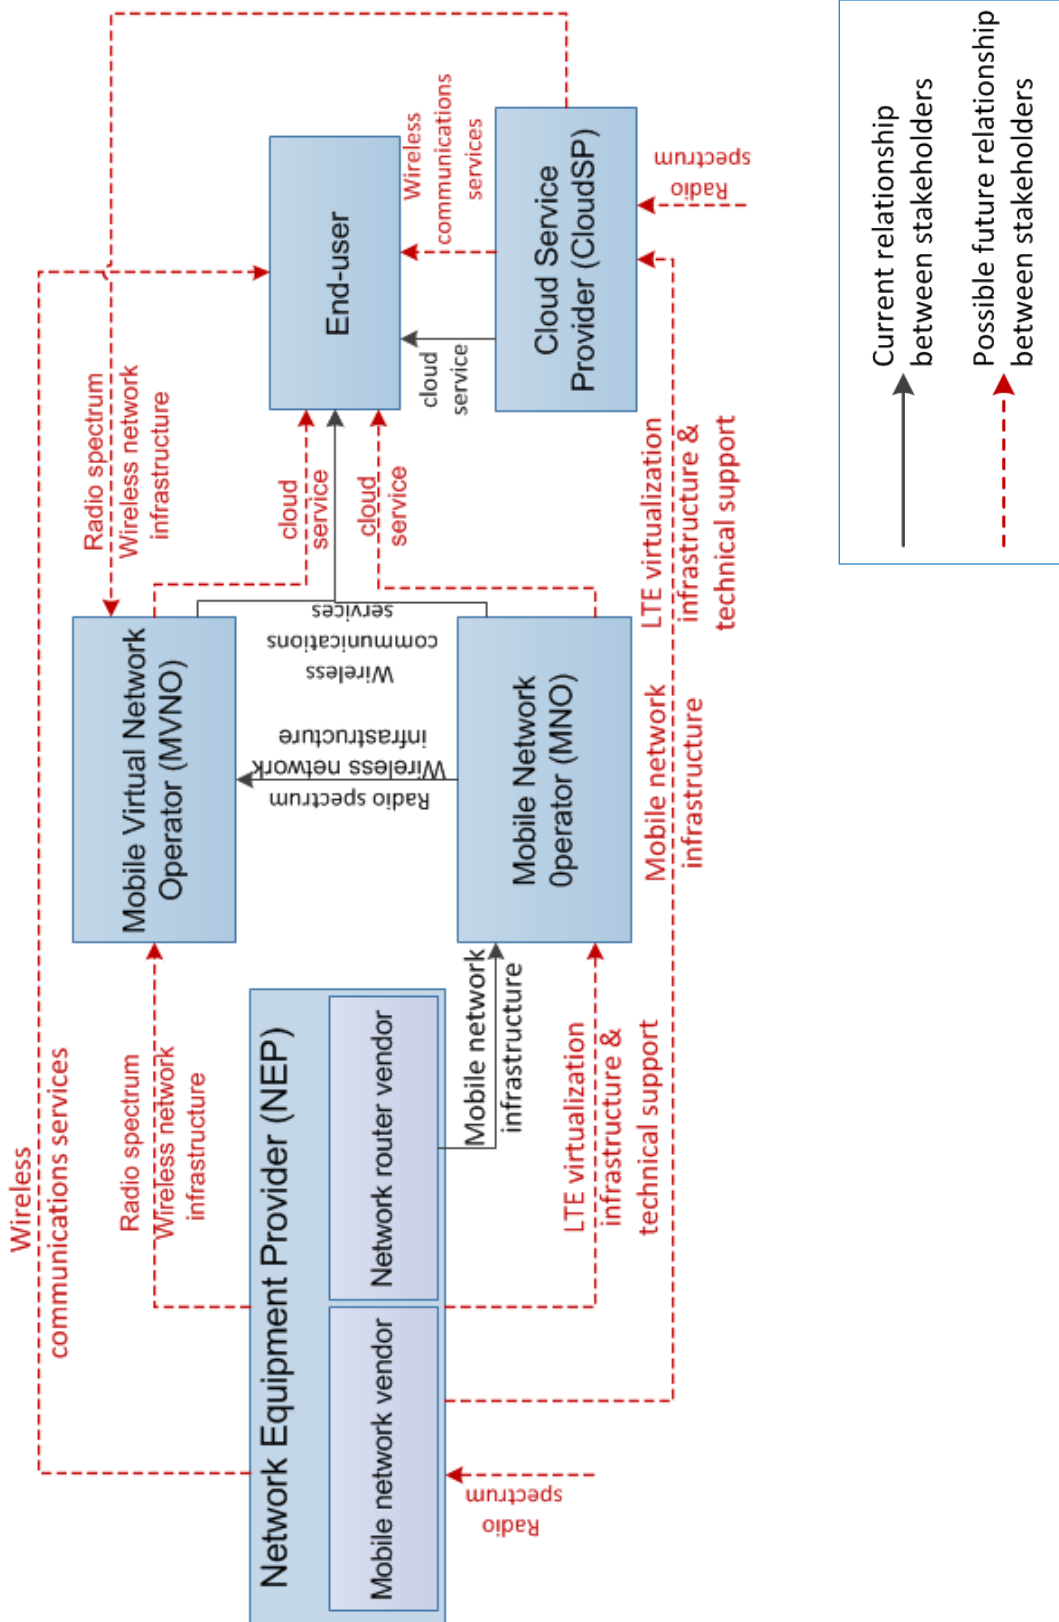 Wireless
communications services
Radio spectrum
Wireless network
infrastructure
Radio spectrum
Wireless network
infrastructure
Mobile Virtual Network
Operator (MVNO)
Network Equipment Provider (NEP)
Mobile network vendor
Network router vendor
Radio spectrum
Wireless network
infrastructure
Wireless
communications
services
cloud
service
cloud
service
End-user
Wireless
communications
services
cloud
service
Mobile network
infrastructure
Mobile Network
0perator (MNO)
Cloud Service
Provider (CloudSP)
Radio
spectrum
LTE virtualization
infrastructure &
technical support
Mobile network
infrastructure
LTE virtualization
infrastructure &
technical support
Radio
spectrum
Current relationship
between stakeholders
Possible future relationship
between stakeholders